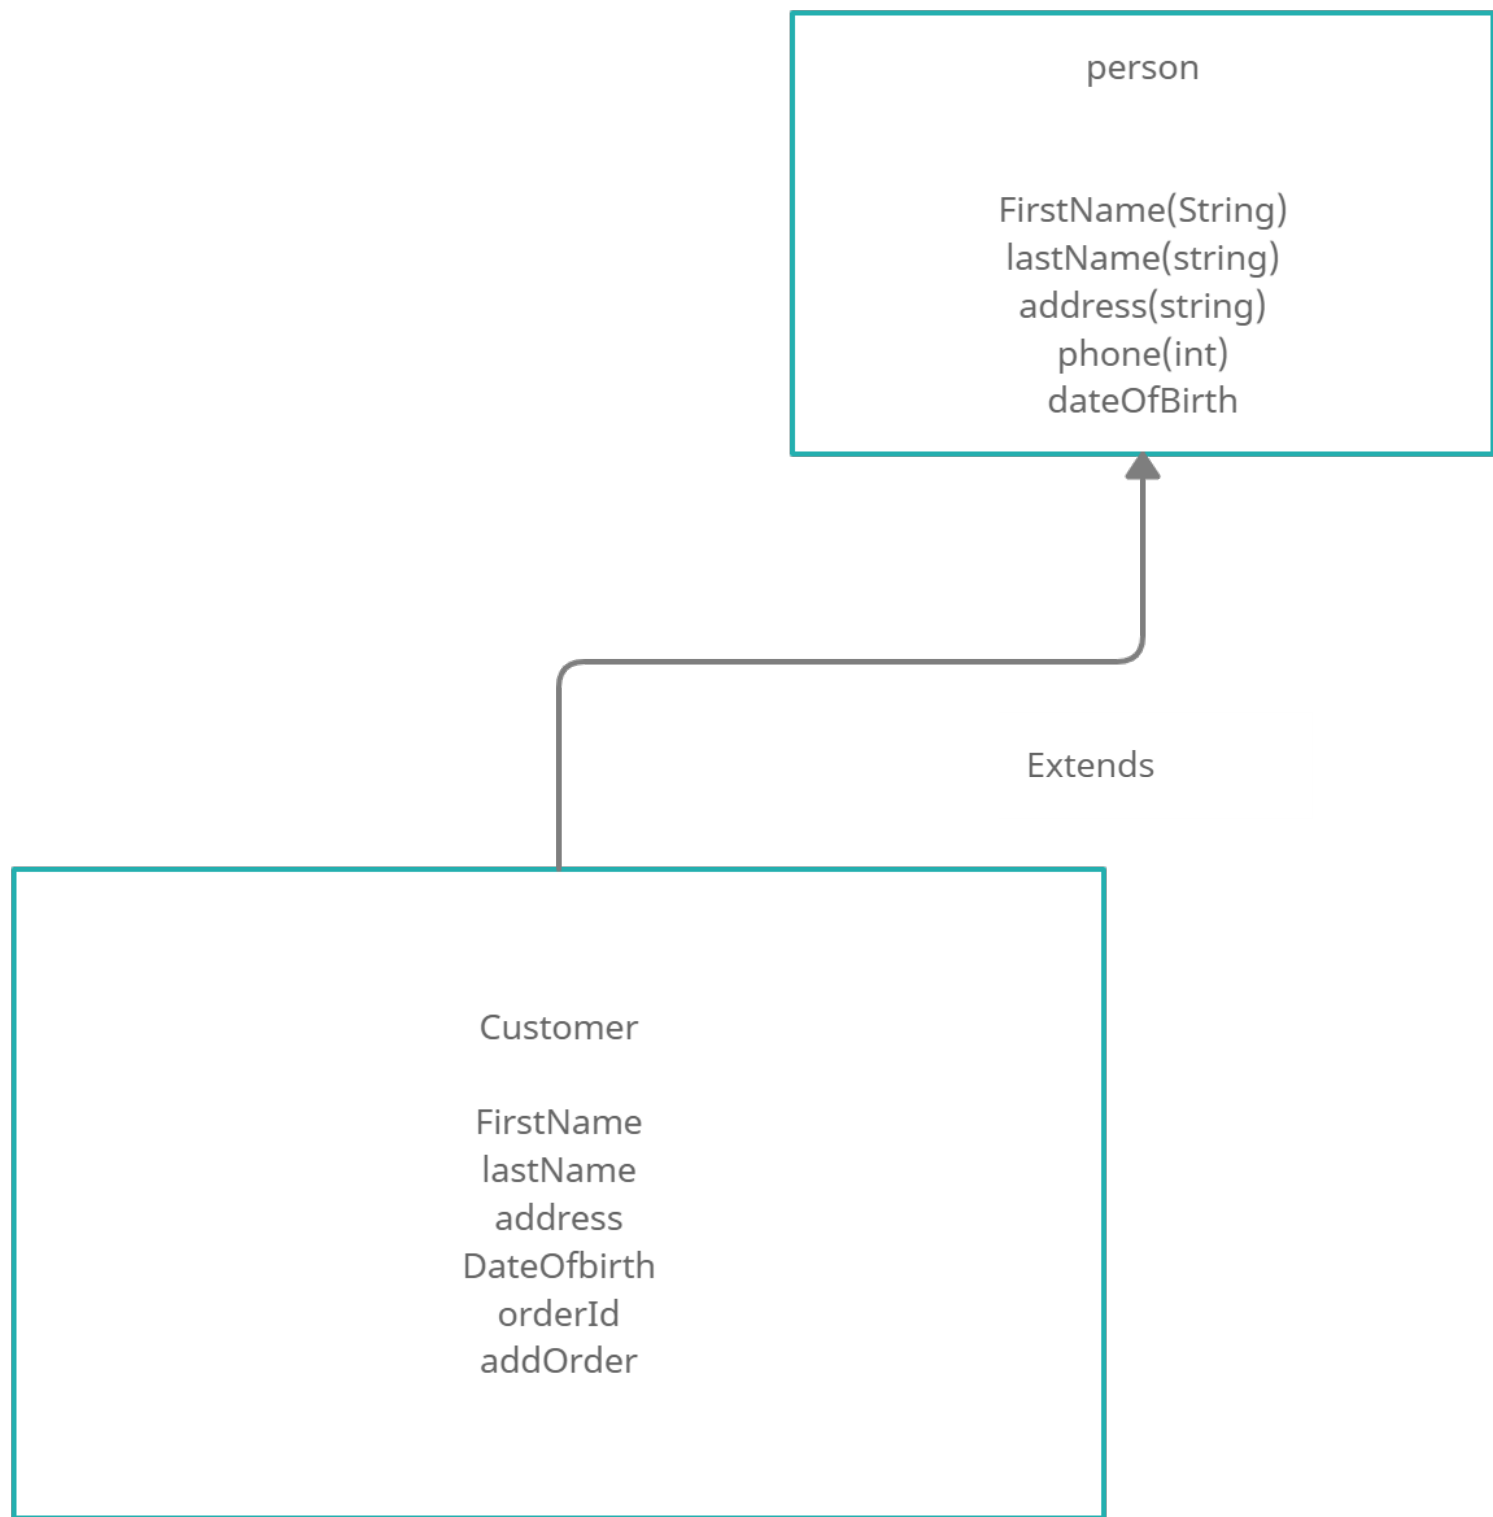 person
FirstName(String)
lastName(string)
address(string)
phone(int)
dateOfBirth
Extends
Customer
FirstName
lastName
address
DateOfbirth
orderId
addOrder